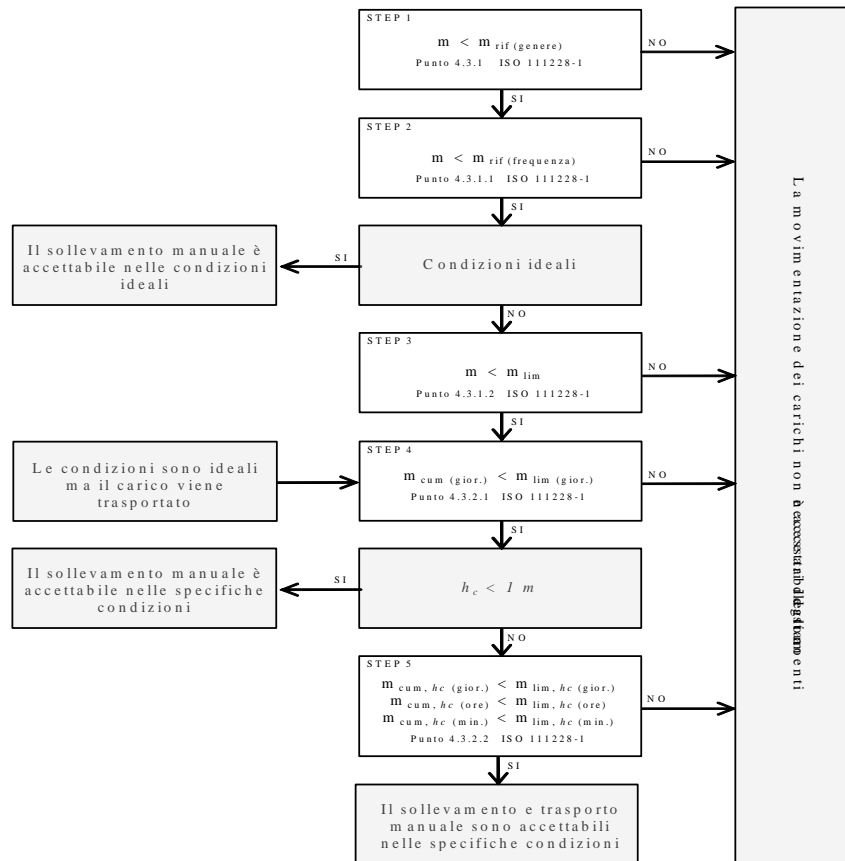 STEP 1
m < m rif (genere)
Punto 4.3.1 ISO 111228-1
NO
SI
STEP 2
m < m rif (frequenza)
Punto 4.3.1.1 ISO 111228-1
NO
SI
Il sollevamento manuale è
accettabile nelle condizioni
ideali
SI
Condizioni ideali
NO
STEP 3
m < m lim
Punto 4.3.1.2 ISO 111228-1
NO
SI
Le condizioni sono ideali
ma il carico viene
trasportato
STEP 4
m cum (gior.) < m lim (gior.)
Punto 4.3.2.1 ISO 111228-1
NO
SI
Il sollevamento manuale è
accettabile nelle specifiche
condizioni
SI
h c < 1 m
NO
STEP 5
m cum, hc (gior.) < m lim, hc (gior.)
m cum, hc (ore) < m lim, hc (ore)
m cum, hc (min.) < m lim, hc (min.)
Punto 4.3.2.2 ISO 111228-1
NO
SI
Il sollevamento e trasporto
manuale sono accettabili
nelle specifiche condizioni
La movimentazione dei carichi non è